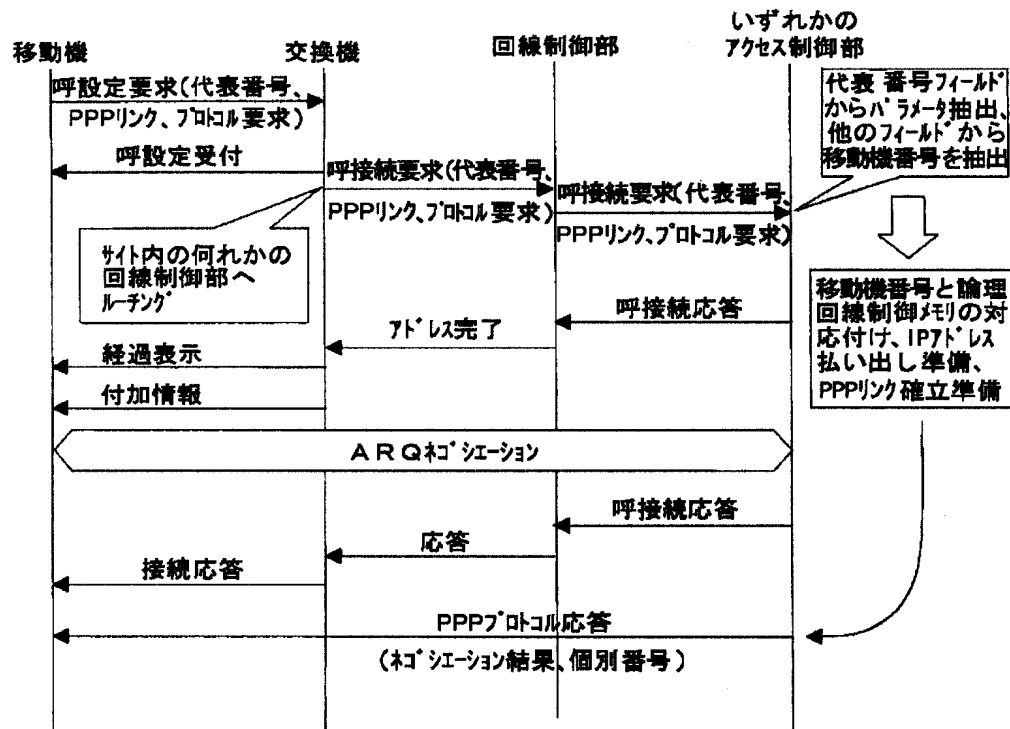 移動機
交換機
回線制御部
いずれかの
アクセス制御部
呼設定要求(代表番号、
PPPリンク、プロトコル要求)
代表 番号フィールド
からパラメータ抽出、
他のフィールドから
移動機番号を抽出
呼設定受付
呼接続要求(代表番号、
PPPリンク、プロトコル要求)
呼接続要求(代表番号、
PPPリンク、プロトコル要求)
サイト内の何れかの
回線制御部へ
ルーチング
移動機番号と論理
回線制御メモリの対
応付け、IPアドレス
払い出し準備、
PPPリンク確立準備
呼接続応答
アドレス完了
経過表示
付加情報
ARQネゴシエーション
呼接続応答
応答
接続応答
PPPプロトコル応答
(ネゴシエーション結果、個別番号)